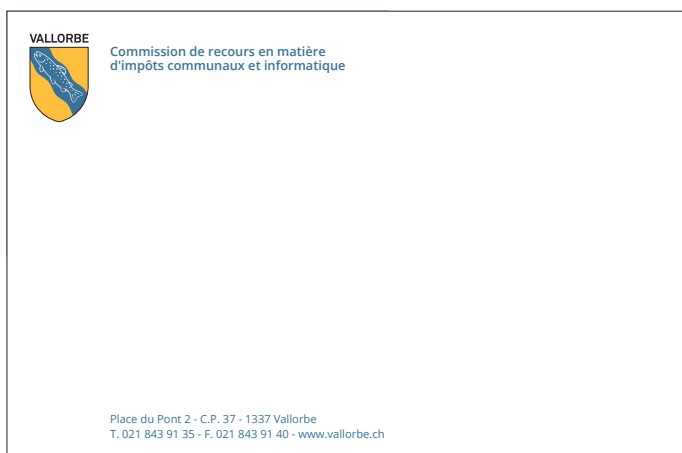 VALLORBE
Commission de recours en matière
d'impôts communaux et informatique
Place du Pont 2 - C.P. 37 - 1337 Vallorbe
T. 021 843 91 35 - F. 021 843 91 40 - www.vallorbe.ch